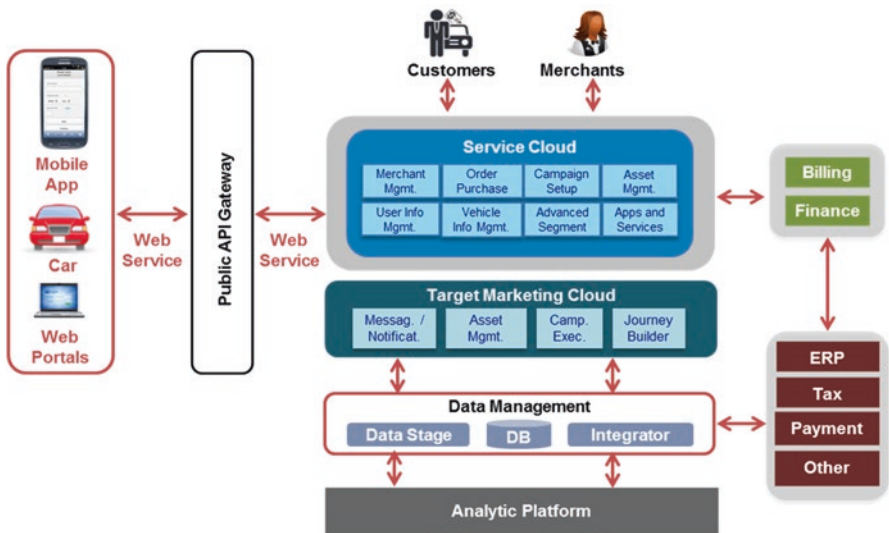 Customers
Merchants
Mobile
App
Car
Web
Portals
Web
Service
Public API Gateway
Web
Service
Service Cloud
Merchant
Mgmt.
Order
Purchase
Campaign
Setup
Asset
Mgmt.
User Info
Mgmt.
Vehicle
Info Mgmt.
Advanced
Segment
Apps and
Services
Target Marketing Cloud
Messag. /
Notificat.
Asset
Mgmt.
Camp.
Exec.
Journey
Builder
Data Management
Data Stage
DB
Integrator
Analytic Platform
Billing
Finance
ERP
Tax
Payment
Other